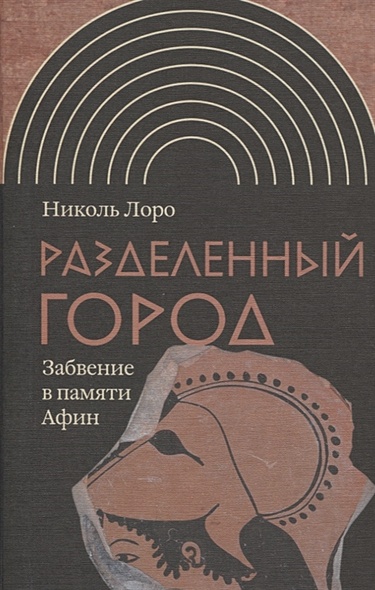 Николь Лоро
РАЗДЕЛЕННЫЙ
ГОРОД
Забвение
в памяти
Афин